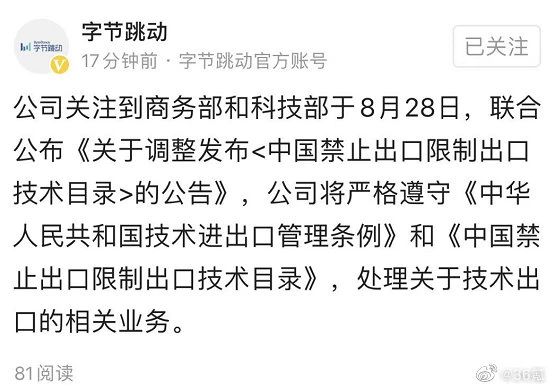 字节跳动
字节跳动
17分钟前 · 字节跳动官方账号
已关注
公司关注到商务部和科技部于8月28日，联合
公布《关于调整发布<中国禁止出口限制出口
技术目录>的公告》，公司将严格遵守《中华
人民共和国技术进出口管理条例》和《中国禁
止出口限制出口技术目录》，处理关于技术出
口的相关业务。
81阅读